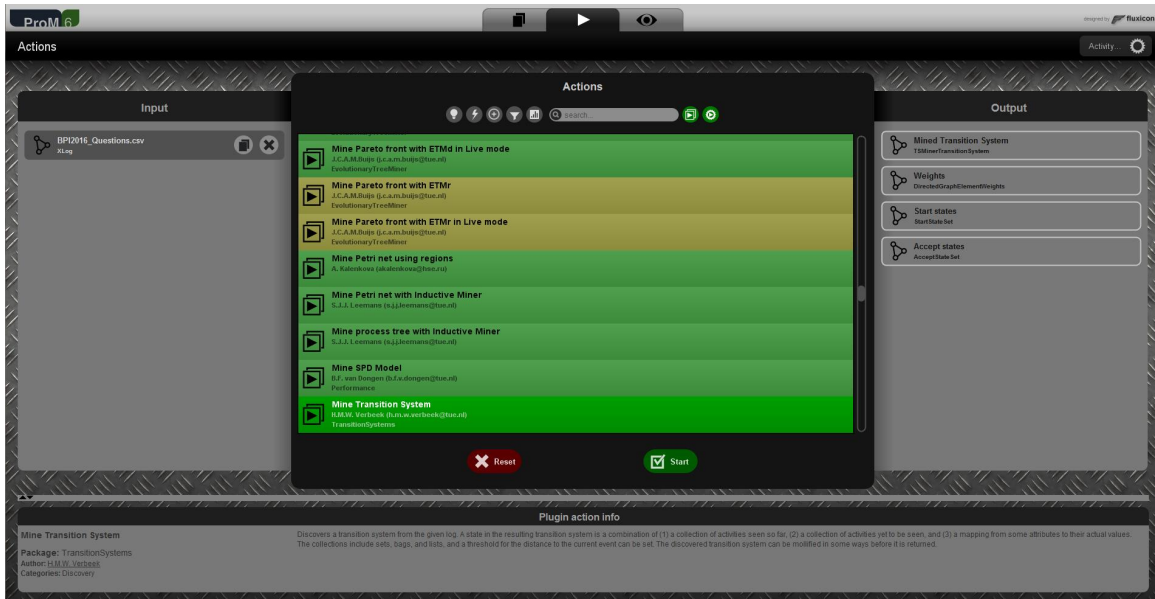 ProM 6
designed by fluxicon
Actions
Activity...
Input
BPI2016_Questions.csv
XLog
Actions
search...
Mine Pareto front with ETMd in Live mode
J.C.A.M.Buijs (j.c.a.m.buijs@tue.nl)
EvolutionaryTreeMiner
Mine Pareto front with ETMr
J.C.A.M.Buijs (j.c.a.m.buijs@tue.nl)
EvolutionaryTreeMiner
Mine Pareto front with ETMr in Live mode
J.C.A.M.Buijs (j.c.a.m.buijs@tue.nl)
EvolutionaryTreeMiner
Mine Petri net using regions
A. Kalenkova (akalenkova@hse.ru)
Mine Petri net with Inductive Miner
S.J.J. Leemans (s.j.j.leemans@tue.nl)
Mine process tree with Inductive Miner
S.J.J. Leemans (s.j.j.leemans@tue.nl)
Mine SPD Model
B.F. van Dongen (b.f.v.dongen@tue.nl)
Performance
Mine Transition System
H.M.W. Verbeek (h.m.w.verbeek@tue.nl)
TransitionSystems
Reset
Start
Output
Mined Transition System
TSMinerTransitionSystem
Weights
DirectedGraphElementWeights
Start states
StartStateSet
Accept states
AcceptStateSet
Plugin action info
Mine Transition System
Package: TransitionSystems
Author: H.M.W. Verbeek
Categories: Discovery
Discovers a transition system from the given log. A state in the resulting transition system is a combination of (1) a collection of activities seen so far, (2) a collection of activities yet to be seen, and (3) a mapping from some attributes to their actual values.
The collections include sets, bags, and lists, and a threshold for the distance to the current event can be set. The discovered transition system can be modified in some ways before it is returned.